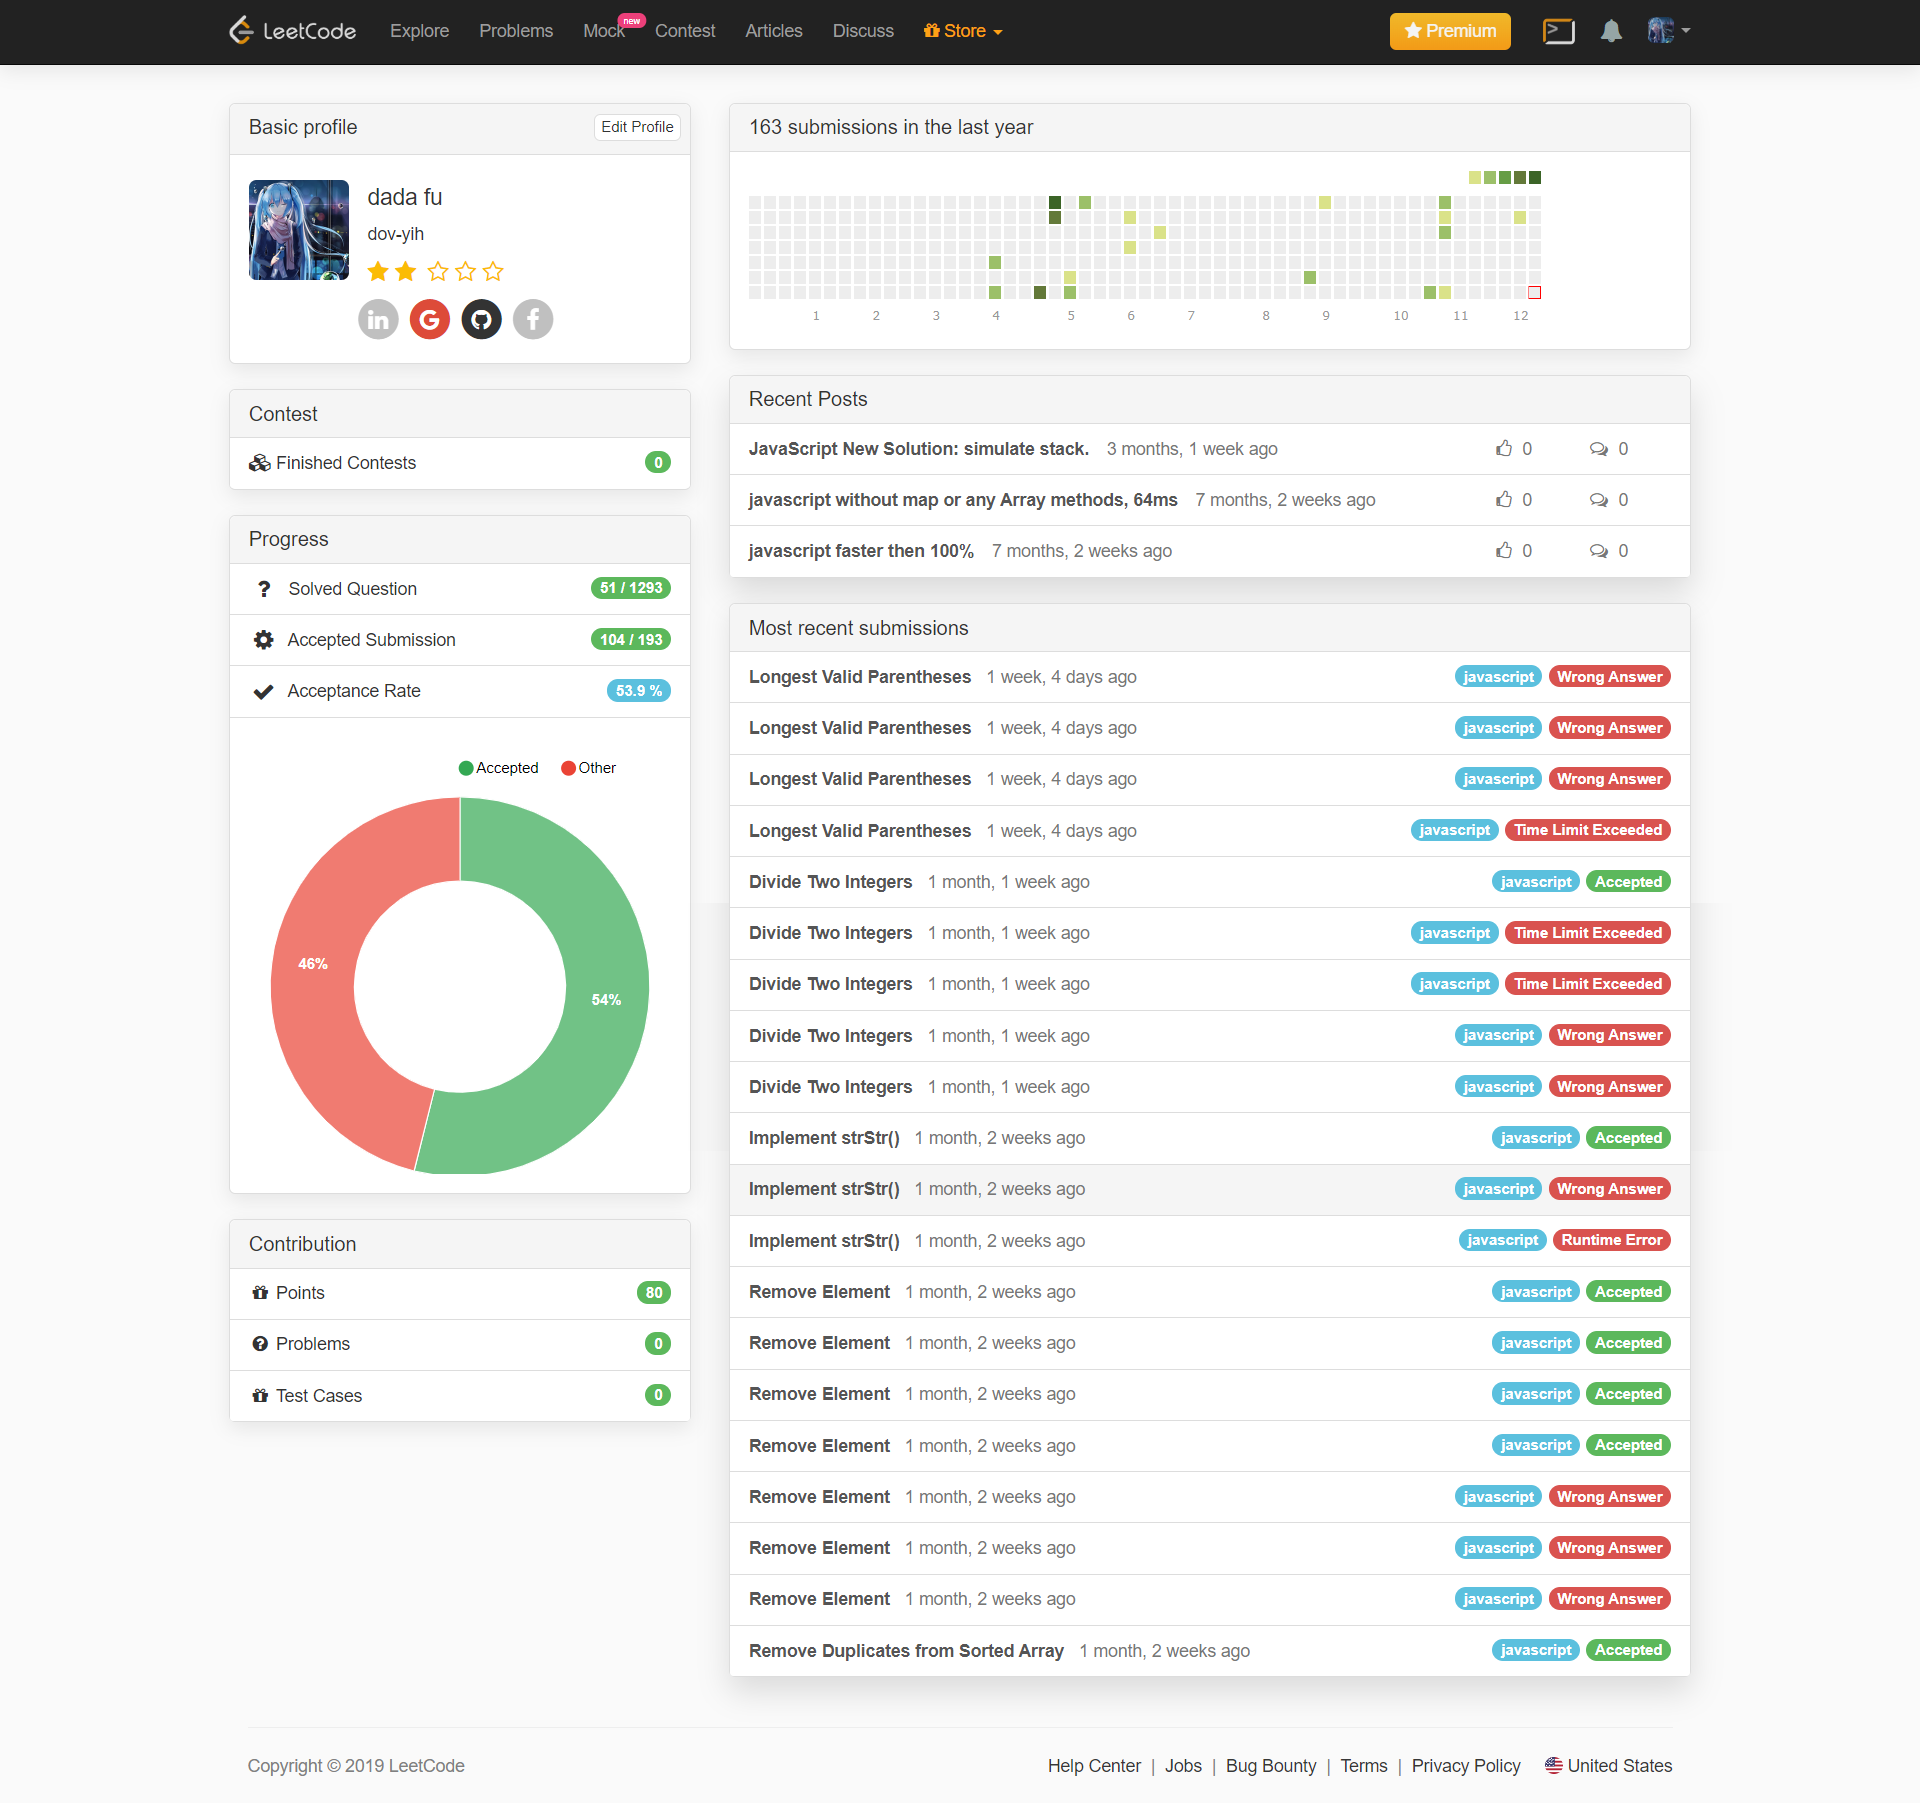 LeetCode Explore Problems Mock new Contest Articles Discuss Store Premium
Basic profile Edit Profile
dada fu
dov-yih
Contest
Finished Contests 0
Progress
Solved Question 51 / 1293
Accepted Submission 104 / 193
Acceptance Rate 53.9 %
Accepted Other
46%
54%
Contribution
Points 80
Problems 0
Test Cases 0
163 submissions in the last year
1 2 3 4 5 6 7 8 9 10 11 12
Recent Posts
JavaScript New Solution: simulate stack. 3 months, 1 week ago 0 0
javascript without map or any Array methods, 64ms 7 months, 2 weeks ago 0 0
javascript faster then 100% 7 months, 2 weeks ago 0 0
Most recent submissions
Longest Valid Parentheses 1 week, 4 days ago javascript Wrong Answer
Longest Valid Parentheses 1 week, 4 days ago javascript Wrong Answer
Longest Valid Parentheses 1 week, 4 days ago javascript Wrong Answer
Longest Valid Parentheses 1 week, 4 days ago javascript Time Limit Exceeded
Divide Two Integers 1 month, 1 week ago javascript Accepted
Divide Two Integers 1 month, 1 week ago javascript Time Limit Exceeded
Divide Two Integers 1 month, 1 week ago javascript Time Limit Exceeded
Divide Two Integers 1 month, 1 week ago javascript Wrong Answer
Divide Two Integers 1 month, 1 week ago javascript Wrong Answer
Implement strStr() 1 month, 2 weeks ago javascript Accepted
Implement strStr() 1 month, 2 weeks ago javascript Wrong Answer
Implement strStr() 1 month, 2 weeks ago javascript Runtime Error
Remove Element 1 month, 2 weeks ago javascript Accepted
Remove Element 1 month, 2 weeks ago javascript Accepted
Remove Element 1 month, 2 weeks ago javascript Accepted
Remove Element 1 month, 2 weeks ago javascript Accepted
Remove Element 1 month, 2 weeks ago javascript Wrong Answer
Remove Element 1 month, 2 weeks ago javascript Wrong Answer
Remove Element 1 month, 2 weeks ago javascript Wrong Answer
Remove Duplicates from Sorted Array 1 month, 2 weeks ago javascript Accepted
Copyright © 2019 LeetCode Help Center | Jobs | Bug Bounty | Terms | Privacy Policy United States